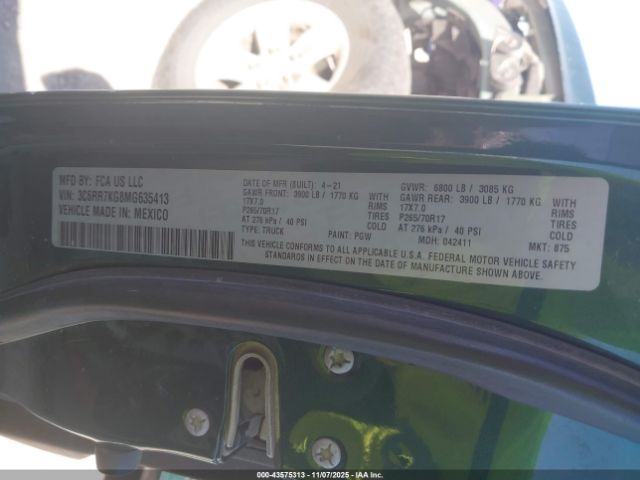 MFD BY: FCA US LLC
VIN: 3C6RR7KG8MG635413
VEHICLE MADE IN: MEXICO
DATE OF MFR (BUILT): 4-21
GAWR FRONT: 3900 LB / 1770 KG
17X7.0 RIMS
P265/70R17 TIRES
AT 276 kPa / 40 PSI COLD
TYPE: TRUCK PAINT: PGW
GVWR: 6800 LB / 3085 KG
GAWR REAR: 3900 LB / 1770 KG
17X7.0 RIMS
P265/70R17 TIRES
AT 276 kPa / 40 PSI COLD
MDH: 042411 MKT: 875
THIS VEHICLE CONFORMS TO ALL APPLICABLE U.S.A. FEDERAL MOTOR VEHICLE SAFETY
STANDARDS IN EFFECT ON THE DATE OF MANUFACTURE SHOWN ABOVE.
000-43575313 - 11/07/2025 - IAA Inc.